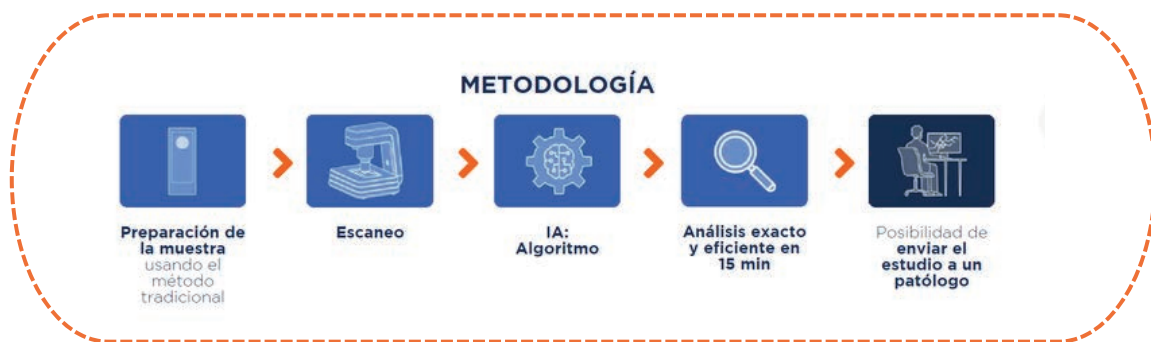 METODOLOGÍA
Preparación de
la muestra
usando el
método
tradicional
Escaneo
IA:
Algoritmo
Análisis exacto
y eficiente en
15 min
Posibilidad de
enviar el
estudio a un
patólogo